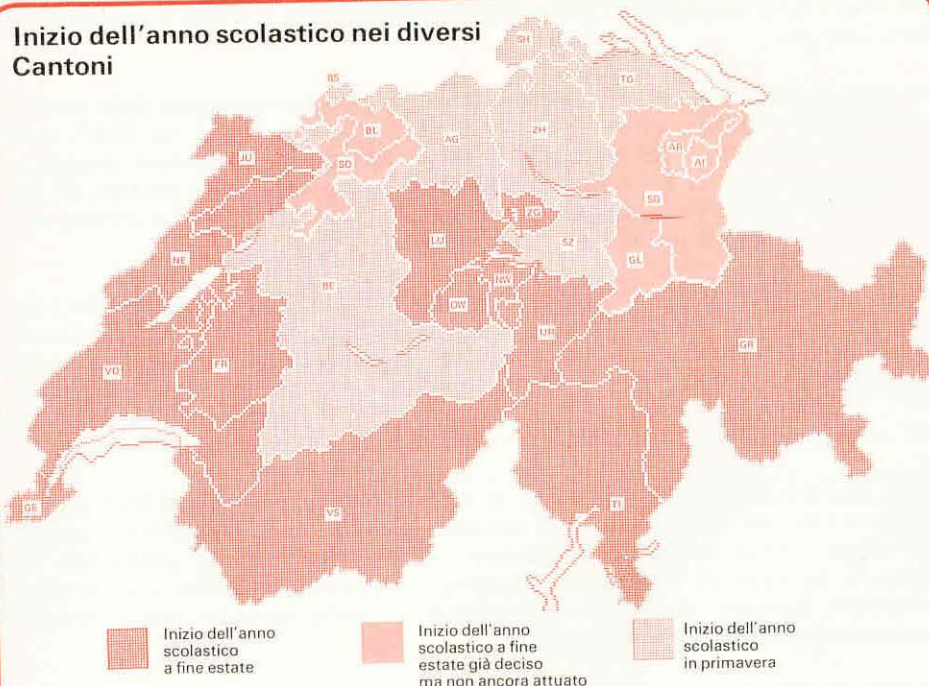 Inizio dell'anno scolastico nei diversi
Cantoni
SH
BS
TG
BL
AG
ZH
JU
SO
AR
AI
ZG
SG
LU
SZ
NE
GL
NW
BE
OW
UR
GR
VD
FR
GE
VS
TI
Inizio dell'anno
scolastico
a fine estate
Inizio dell'anno
scolastico a fine
estate già deciso
ma non ancora attuato
Inizio dell'anno
scolastico
in primavera